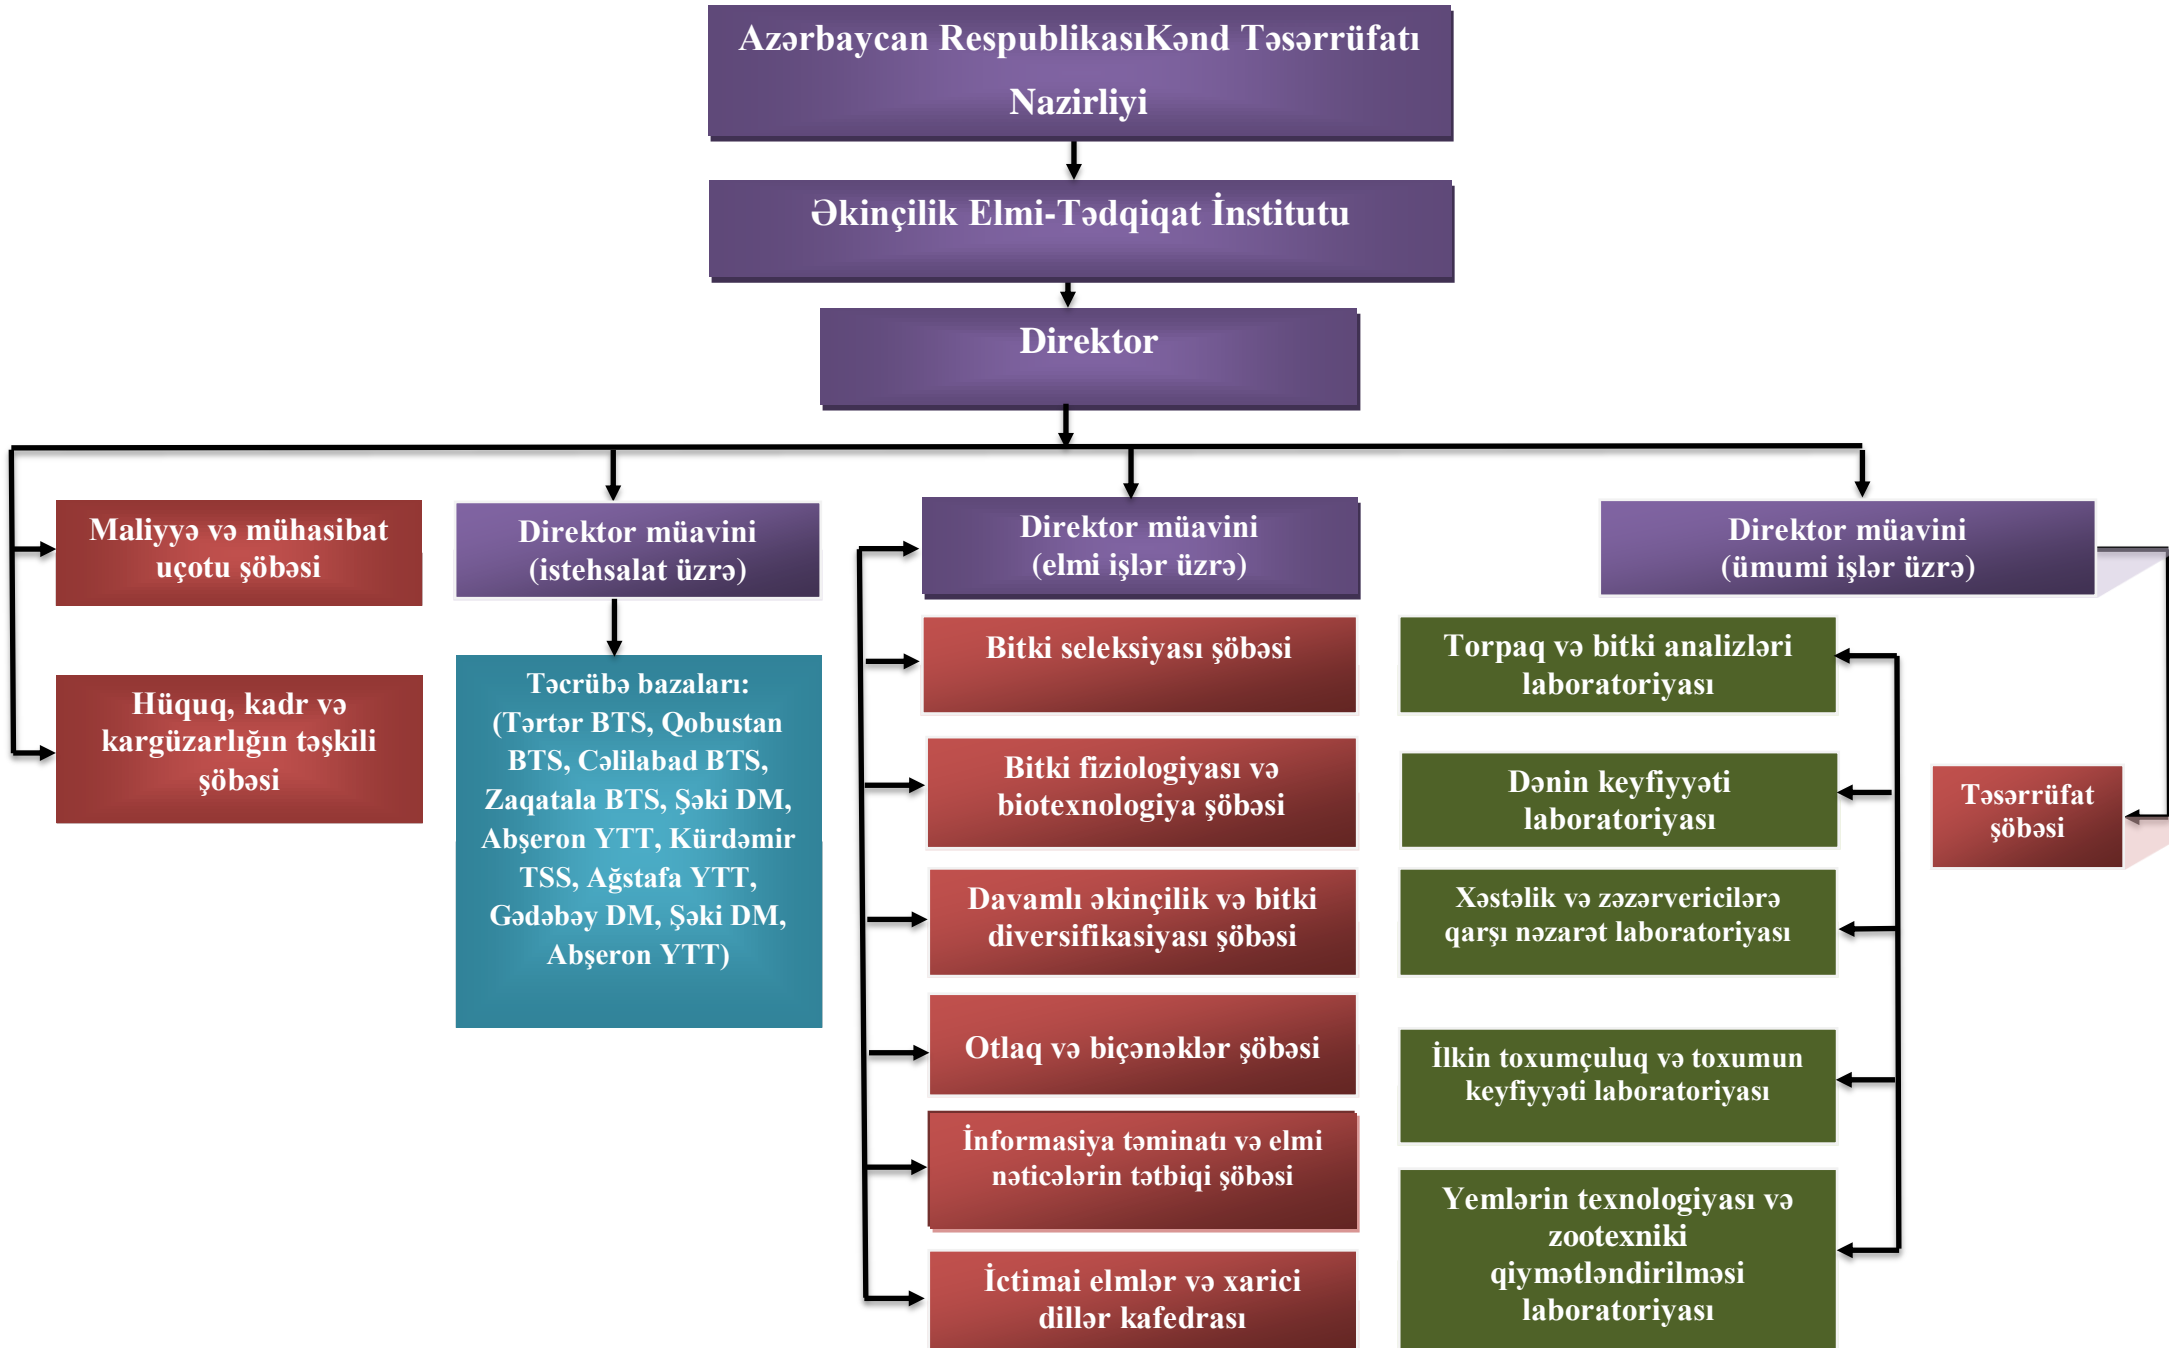 Azərbaycan RespublikasıKənd Təsərrüfatı
Nazirliyi
Əkinçilik Elmi-Tədqiqat İnstitutu
Direktor
Maliyyə və mühasibat
uçotu şöbəsi
Hüquq, kadr və
kargüzarlığın təşkili
şöbəsi
Direktor müavini
(istehsalat üzrə)
Təcrübə bazaları:
(Tərtər BTS, Qobustan
BTS, Cəlilabad BTS,
Zaqatala BTS, Şəki DM,
Abşeron YTT, Kürdəmir
TSS, Ağstafa YTT,
Gədəbəy DM, Şəki DM,
Abşeron YTT)
Direktor müavini
(elmi işlər üzrə)
Bitki seleksiyası şöbəsi
Bitki fiziologiyası və
biotexnologiya şöbəsi
Davamlı əkinçilik və bitki
diversifikasiyası şöbəsi
Otlaq və biçənəklər şöbəsi
İnformasiya təminatı və elmi
nəticələrin tətbiqi şöbəsi
İctimai elmlər və xarici
dillər kafedrası
Direktor müavini
(ümumi işlər üzrə)
Torpaq və bitki analizləri
laboratoriyası
Dənin keyfiyyəti
laboratoriyası
Xəstəlik və zəzərvericilərə
qarşı nəzarət laboratoriyası
İlkin toxumçuluq və toxumun
keyfiyyəti laboratoriyası
Yemlərin texnologiyası və
zootexniki
qiymətləndirilməsi
laboratoriyası
Təsərrüfat
şöbəsi